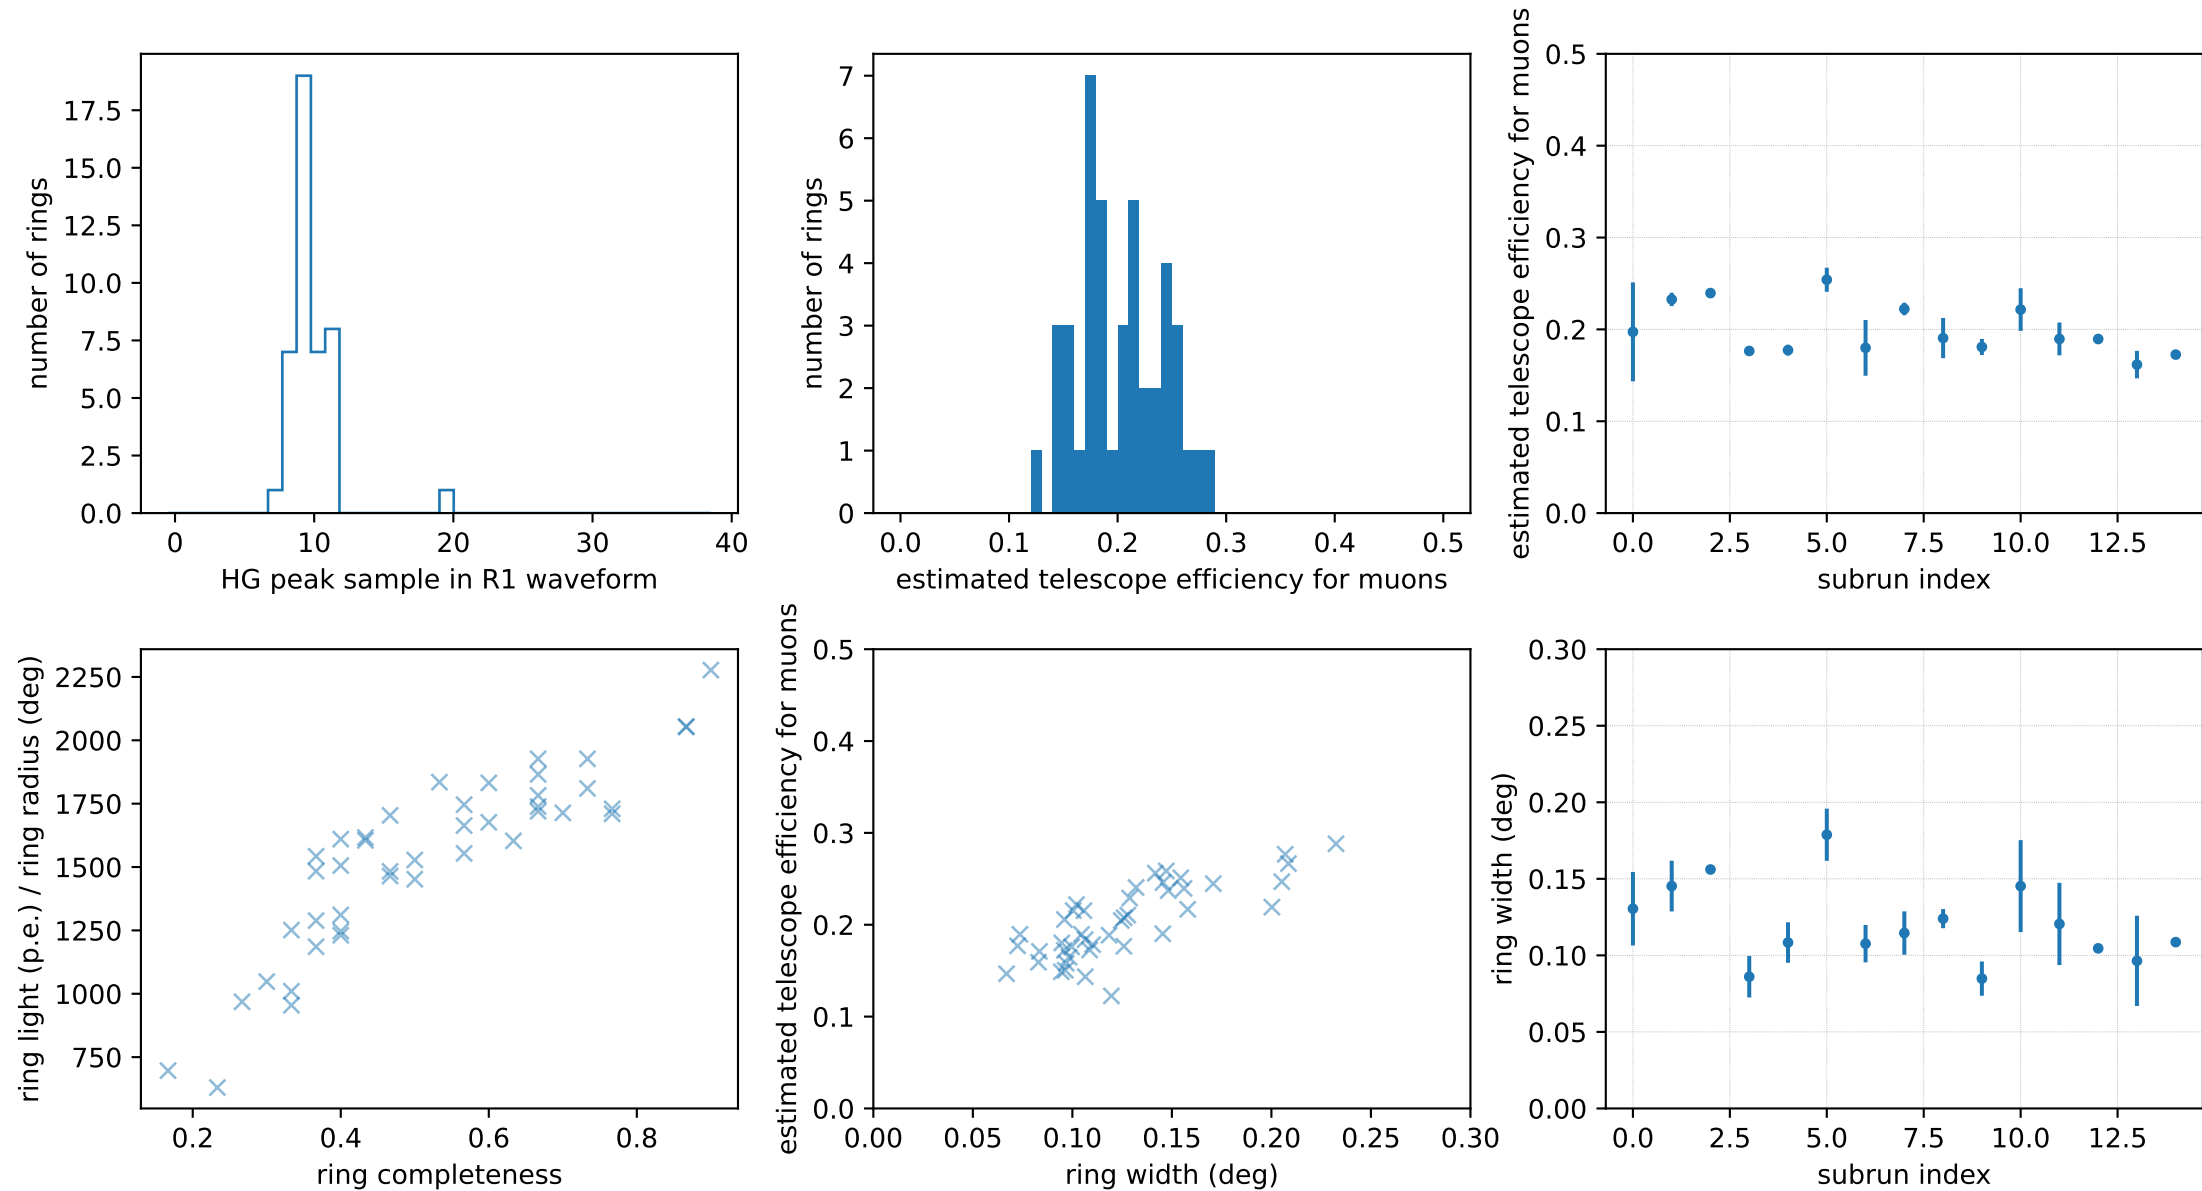 17.5
15.0
12.5
10.0
7.5
5.0
2.5
0.0
number of rings
0 10 20 30 40
HG peak sample in R1 waveform
7
6
5
4
3
2
1
0
number of rings
0.0 0.1 0.2 0.3 0.4 0.5
estimated telescope efficiency for muons
0.5
0.4
0.3
0.2
0.1
0.0
estimated telescope efficiency for muons
0.0 2.5 5.0 7.5 10.0 12.5
subrun index
2250
2000
1750
1500
1250
1000
750
ring light (p.e.) / ring radius (deg)
0.2 0.4 0.6 0.8
ring completeness
0.5
0.4
0.3
0.2
0.1
0.0
estimated telescope efficiency for muons
0.00 0.05 0.10 0.15 0.20 0.25 0.30
ring width (deg)
0.30
0.25
0.20
0.15
0.10
0.05
0.00
ring width (deg)
0.0 2.5 5.0 7.5 10.0 12.5
subrun index